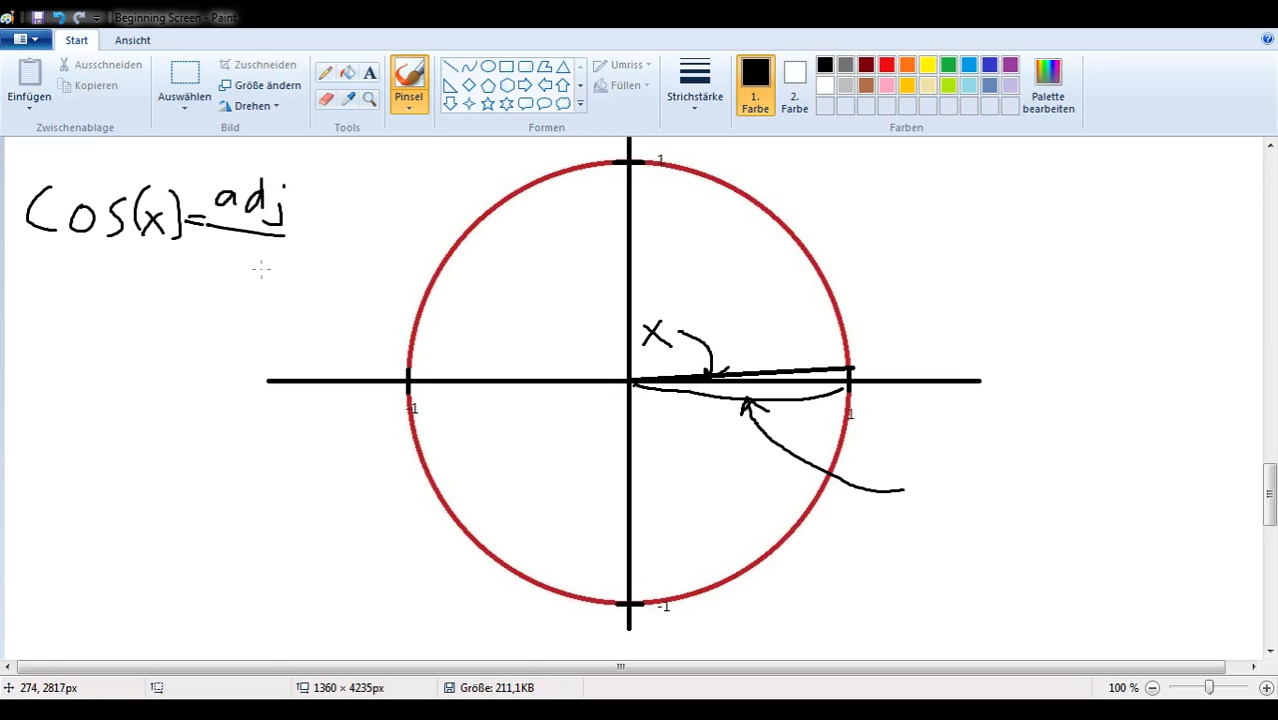 Beginning Screen - Paint
Start Ansicht
Einfügen
Ausschneiden
Kopieren
Zwischenablage
Auswählen
Zuschneiden
Größe ändern
Drehen
Bild
A
Pinsel
Tools
Umriss
Füllen
Formen
Strichstärke
1. Farbe
2. Farbe
Palette bearbeiten
Farben
Cos(x)=adj
1
x
-1
1
-1
274, 2817px
1360 × 4235px
Größe: 211,1KB
100 %